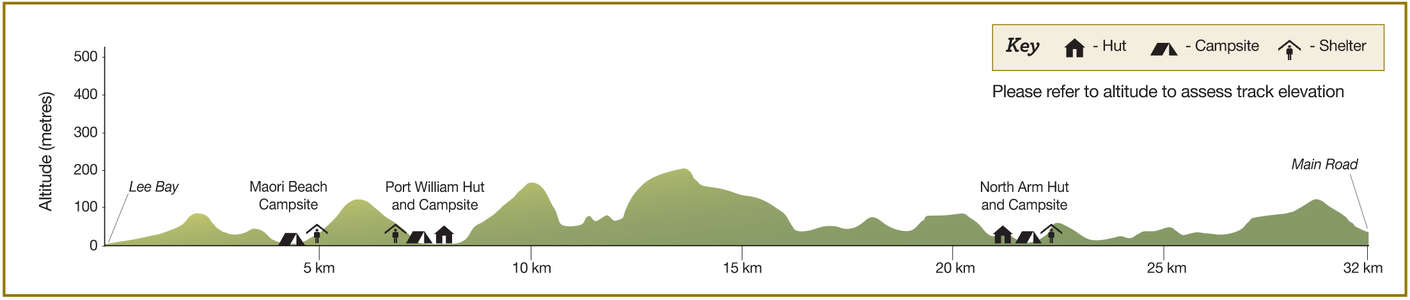 Key
- Hut
- Campsite
- Shelter
Please refer to altitude to assess track elevation
Altitude (metres)
500
400
300
200
100
0
Lee Bay
Maori Beach
Campsite
Port William Hut
and Campsite
North Arm Hut
and Campsite
Main Road
5 km
10 km
15 km
20 km
25 km
32 km